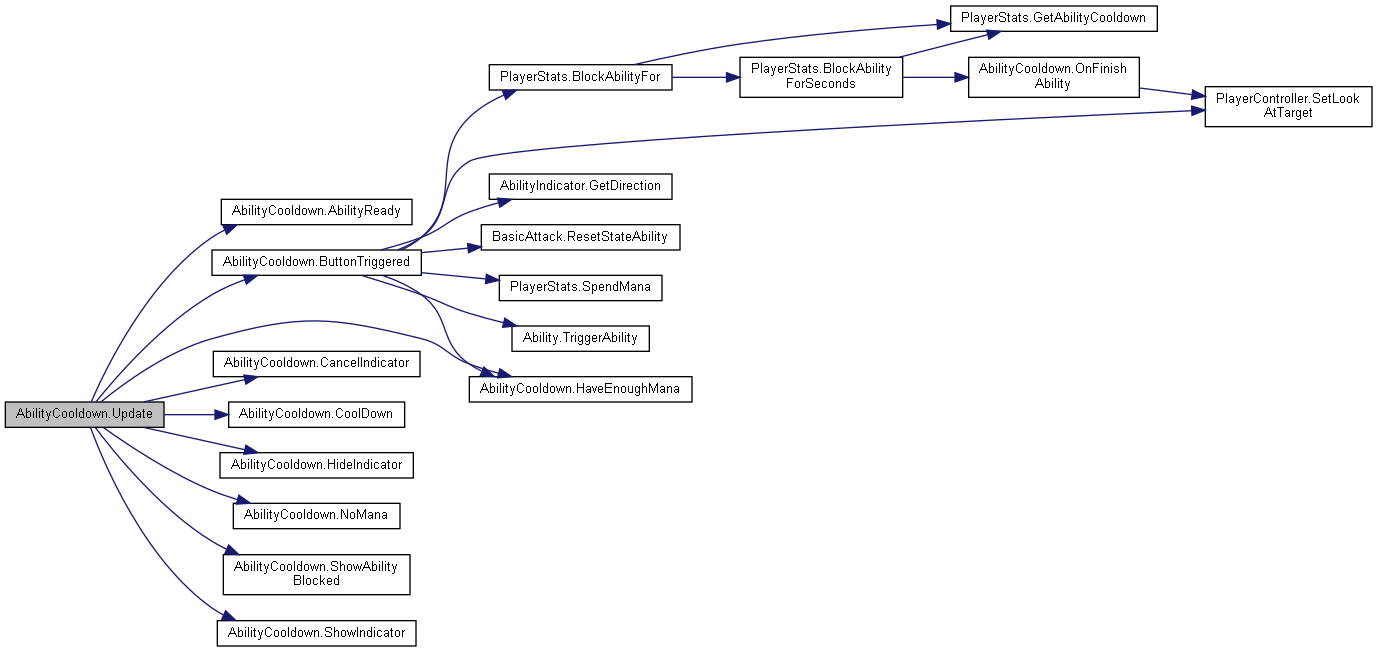 PlayerStats.GetAbilityCooldown
PlayerStats.BlockAbilityFor
PlayerStats.BlockAbility
ForSeconds
AbilityCooldown.OnFinish
Ability
PlayerController.SetLook
AtTarget
AbilityIndicator.GetDirection
AbilityCooldown.AbilityReady
BasicAttack.ResetStateAbility
AbilityCooldown.ButtonTriggered
PlayerStats.SpendMana
Ability.TriggerAbility
AbilityCooldown.CancelIndicator
AbilityCooldown.HaveEnoughMana
AbilityCooldown.Update
AbilityCooldown.CoolDown
AbilityCooldown.HideIndicator
AbilityCooldown.NoMana
AbilityCooldown.ShowAbility
Blocked
AbilityCooldown.ShowIndicator